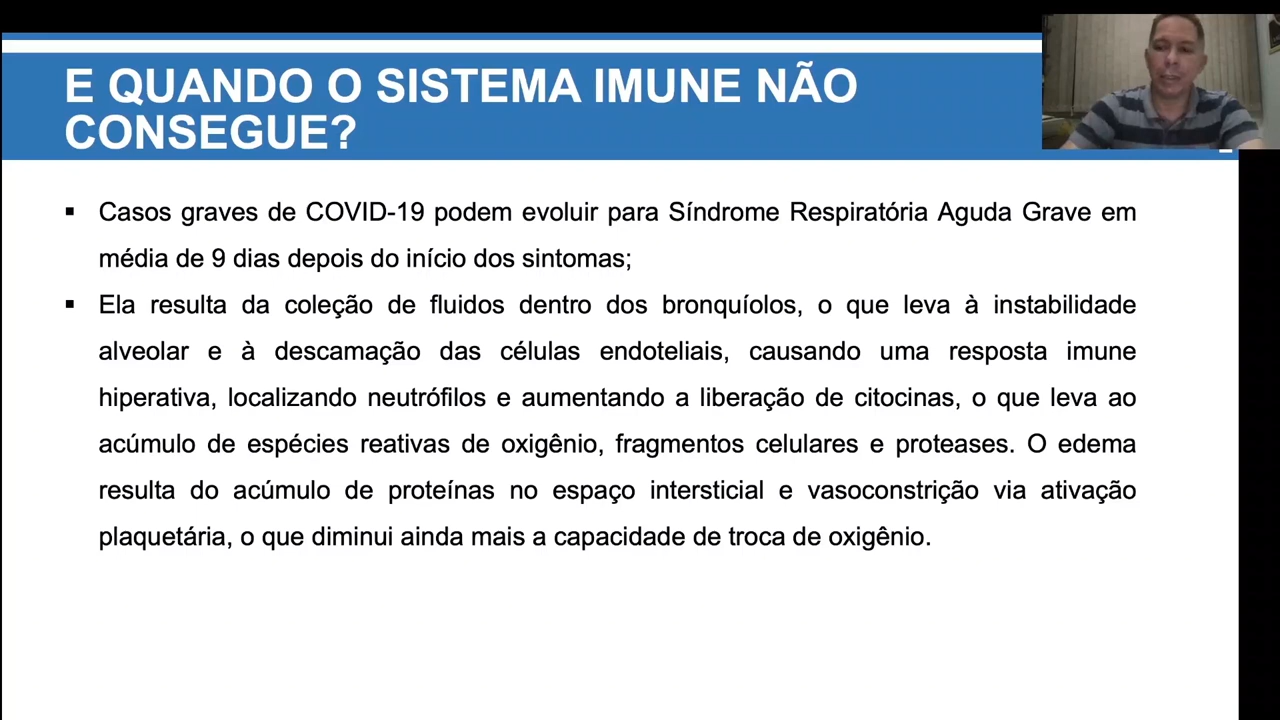 E QUANDO O SISTEMA IMUNE NÃO
CONSEGUE?
▪ Casos graves de COVID-19 podem evoluir para Síndrome Respiratória Aguda Grave em
média de 9 dias depois do início dos sintomas;
▪ Ela resulta da coleção de fluidos dentro dos bronquíolos, o que leva à instabilidade
alveolar e à descamação das células endoteliais, causando uma resposta imune
hiperativa, localizando neutrófilos e aumentando a liberação de citocinas, o que leva ao
acúmulo de espécies reativas de oxigênio, fragmentos celulares e proteases. O edema
resulta do acúmulo de proteínas no espaço intersticial e vasoconstrição via ativação
plaquetária, o que diminui ainda mais a capacidade de troca de oxigênio.